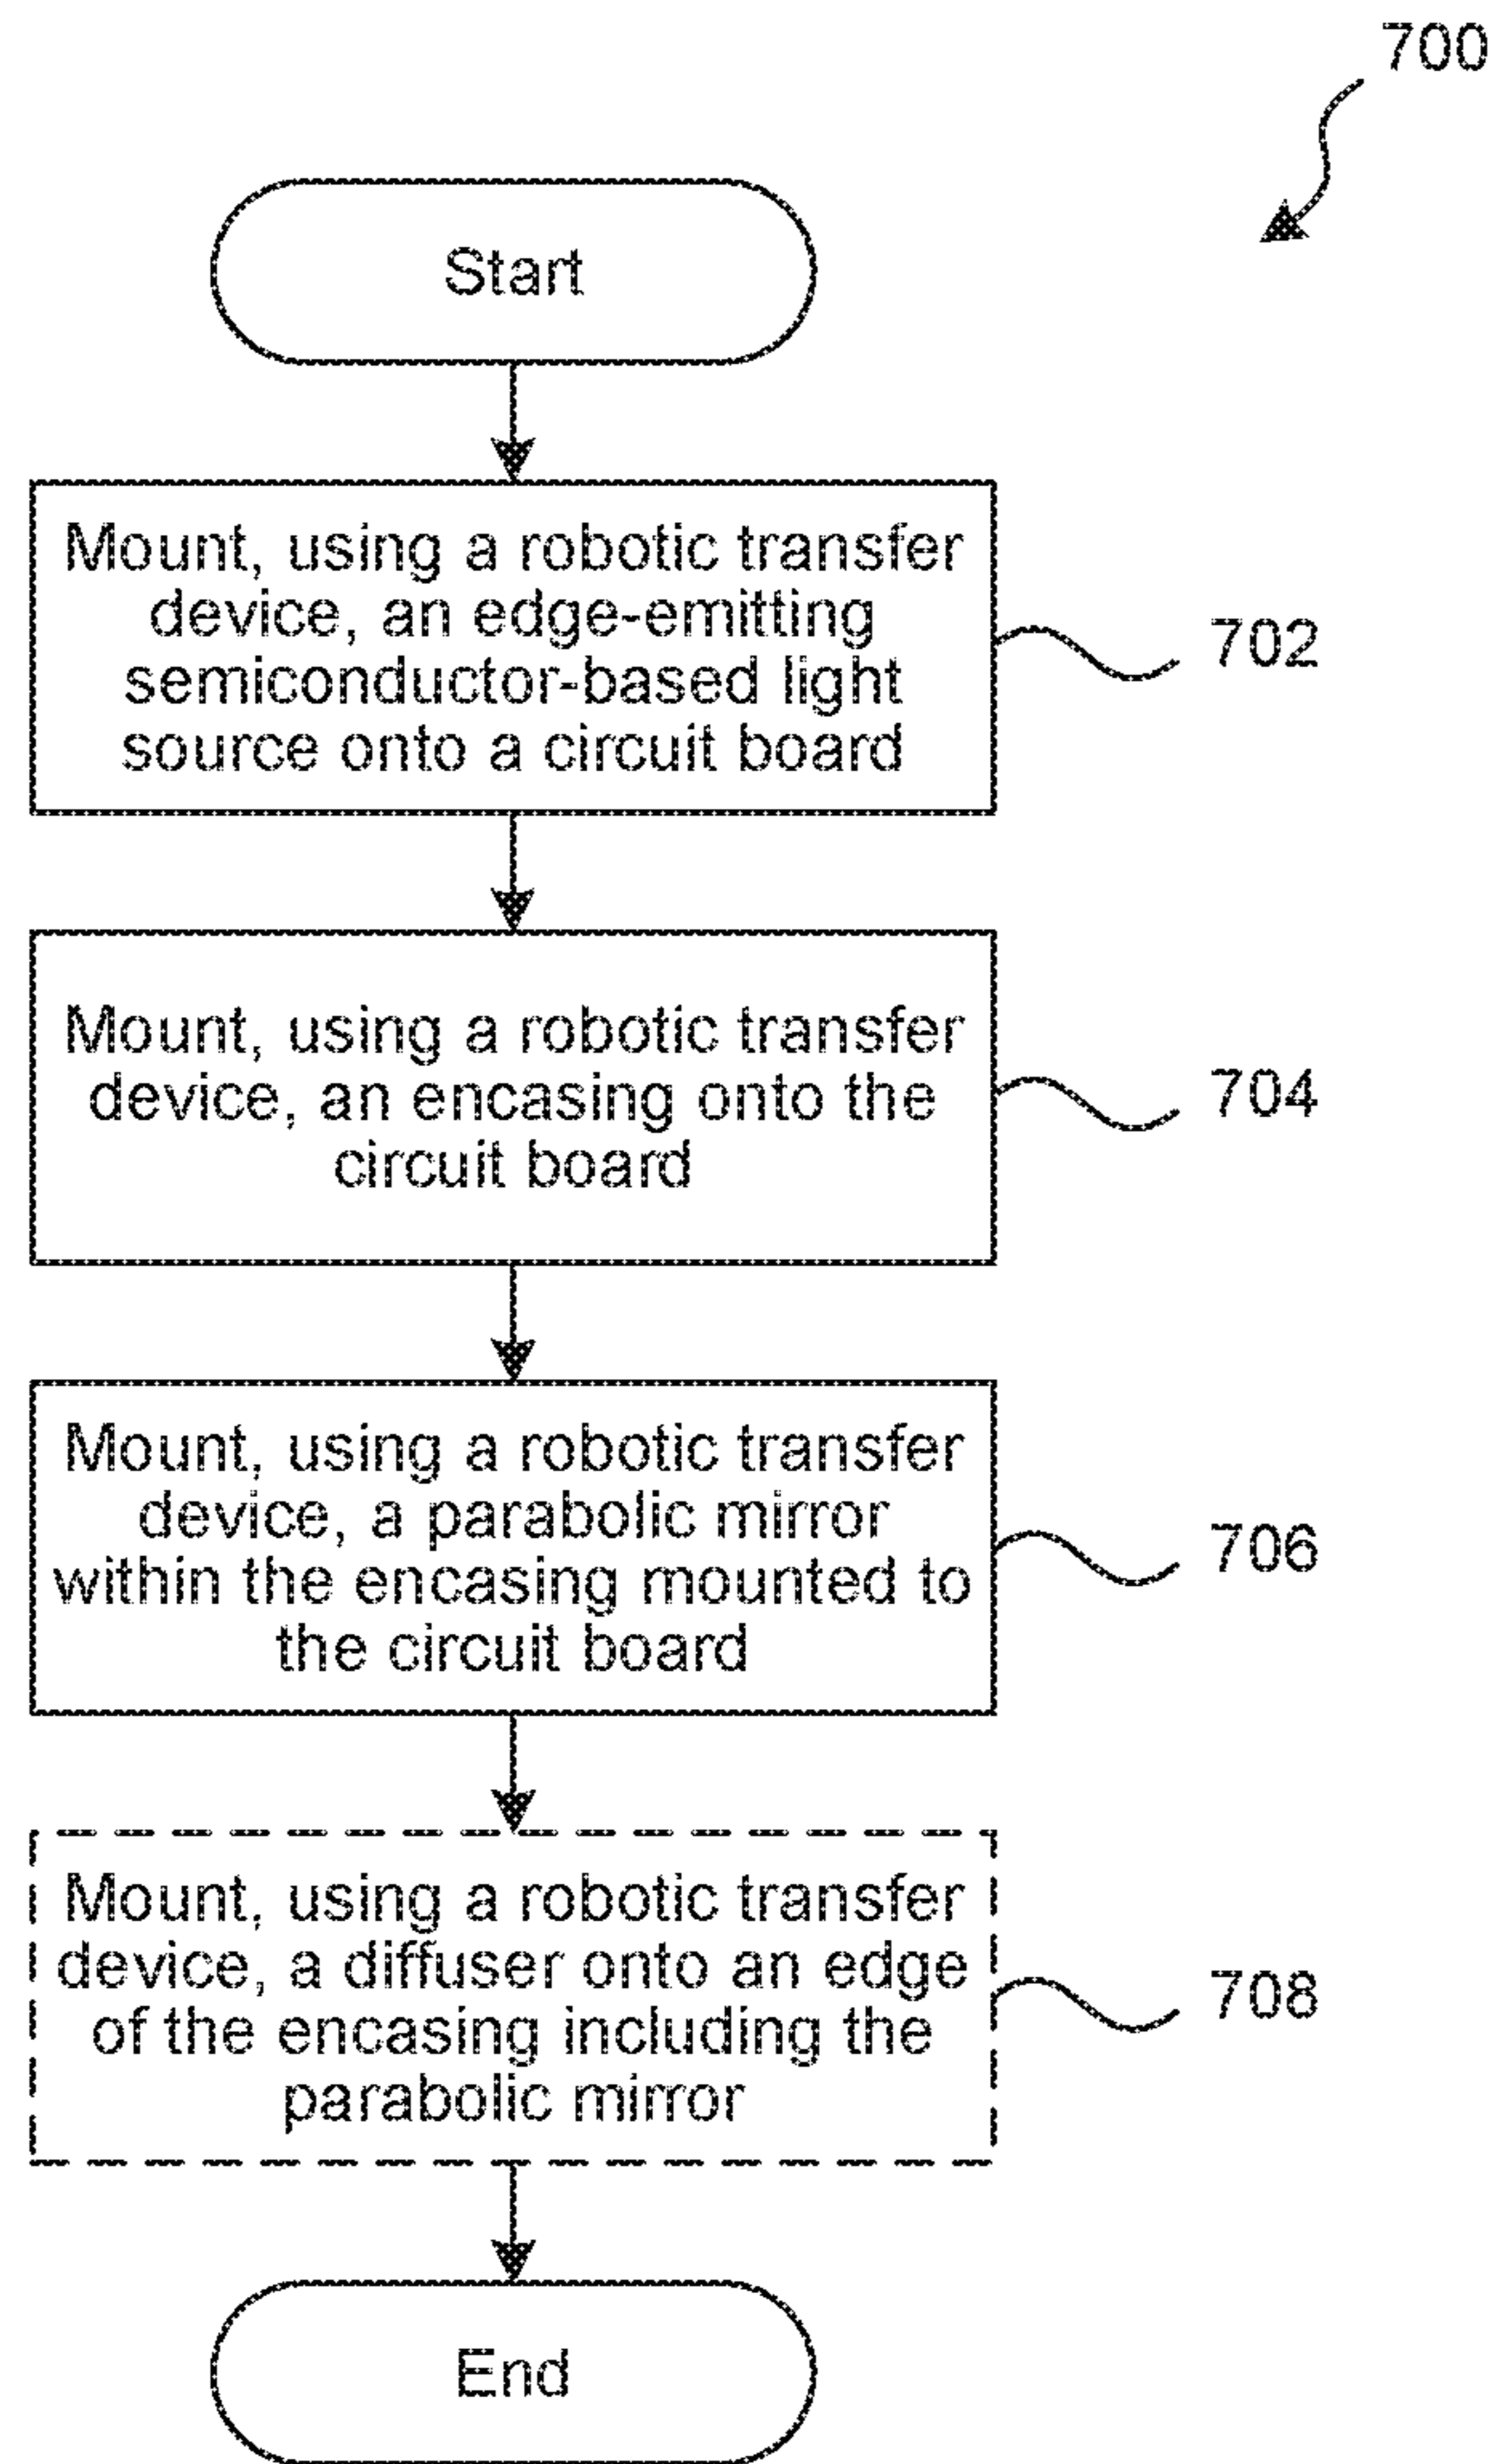 700
Start
Mount, using a robotic transfer
device, an edge-emitting
semiconductor-based light
source onto a circuit board
702
Mount, using a robotic transfer
device, an encasing onto the
circuit board
704
Mount, using a robotic transfer
device, a parabolic mirror
within the encasing mounted to
the circuit board
706
Mount, using a robotic transfer
device, a diffuser onto an edge
of the encasing including the
parabolic mirror
708
End